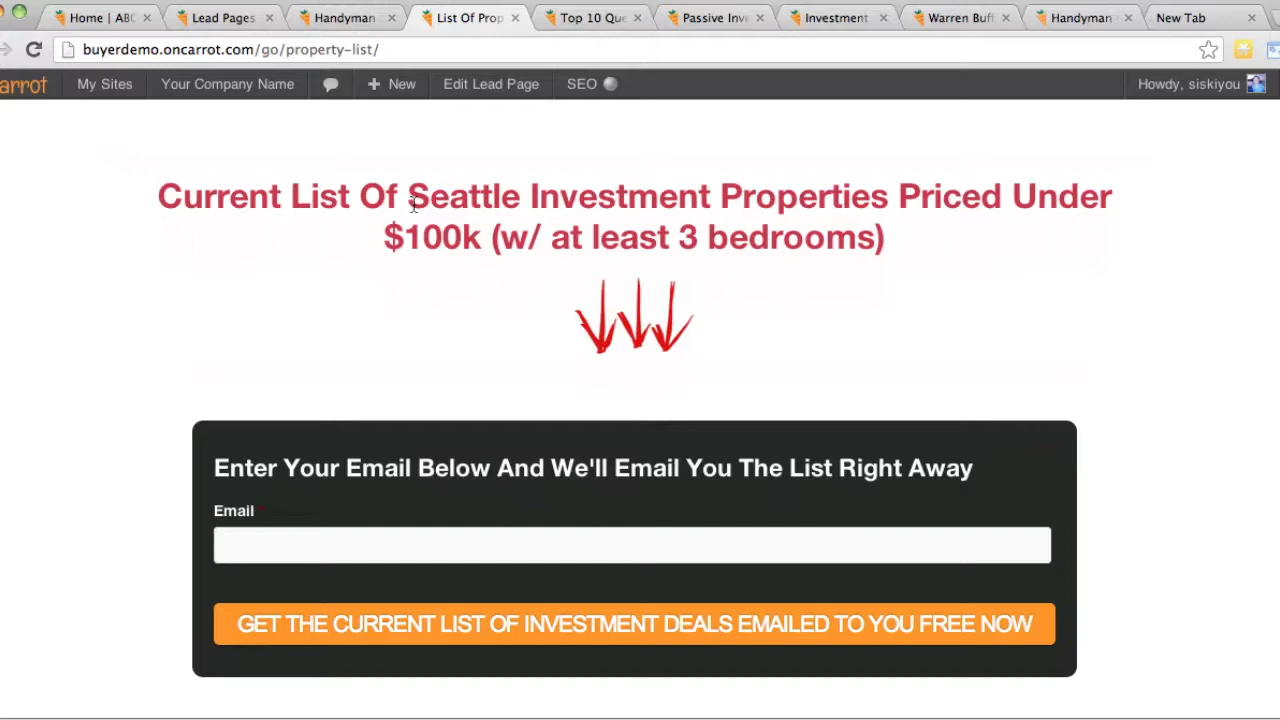 Home | ABC
Lead Pages
Handyman
List Of Prop
Top 10 Que
Passive Inve
Investment
Warren Buff
Handyman
New Tab
buyerdemo.oncarrot.com/go/property-list/
arrot
My Sites
Your Company Name
+ New
Edit Lead Page
SEO
Howdy, siskiyou
Current List Of Seattle Investment Properties Priced Under
$100k (w/ at least 3 bedrooms)
Enter Your Email Below And We'll Email You The List Right Away
Email *
GET THE CURRENT LIST OF INVESTMENT DEALS EMAILED TO YOU FREE NOW